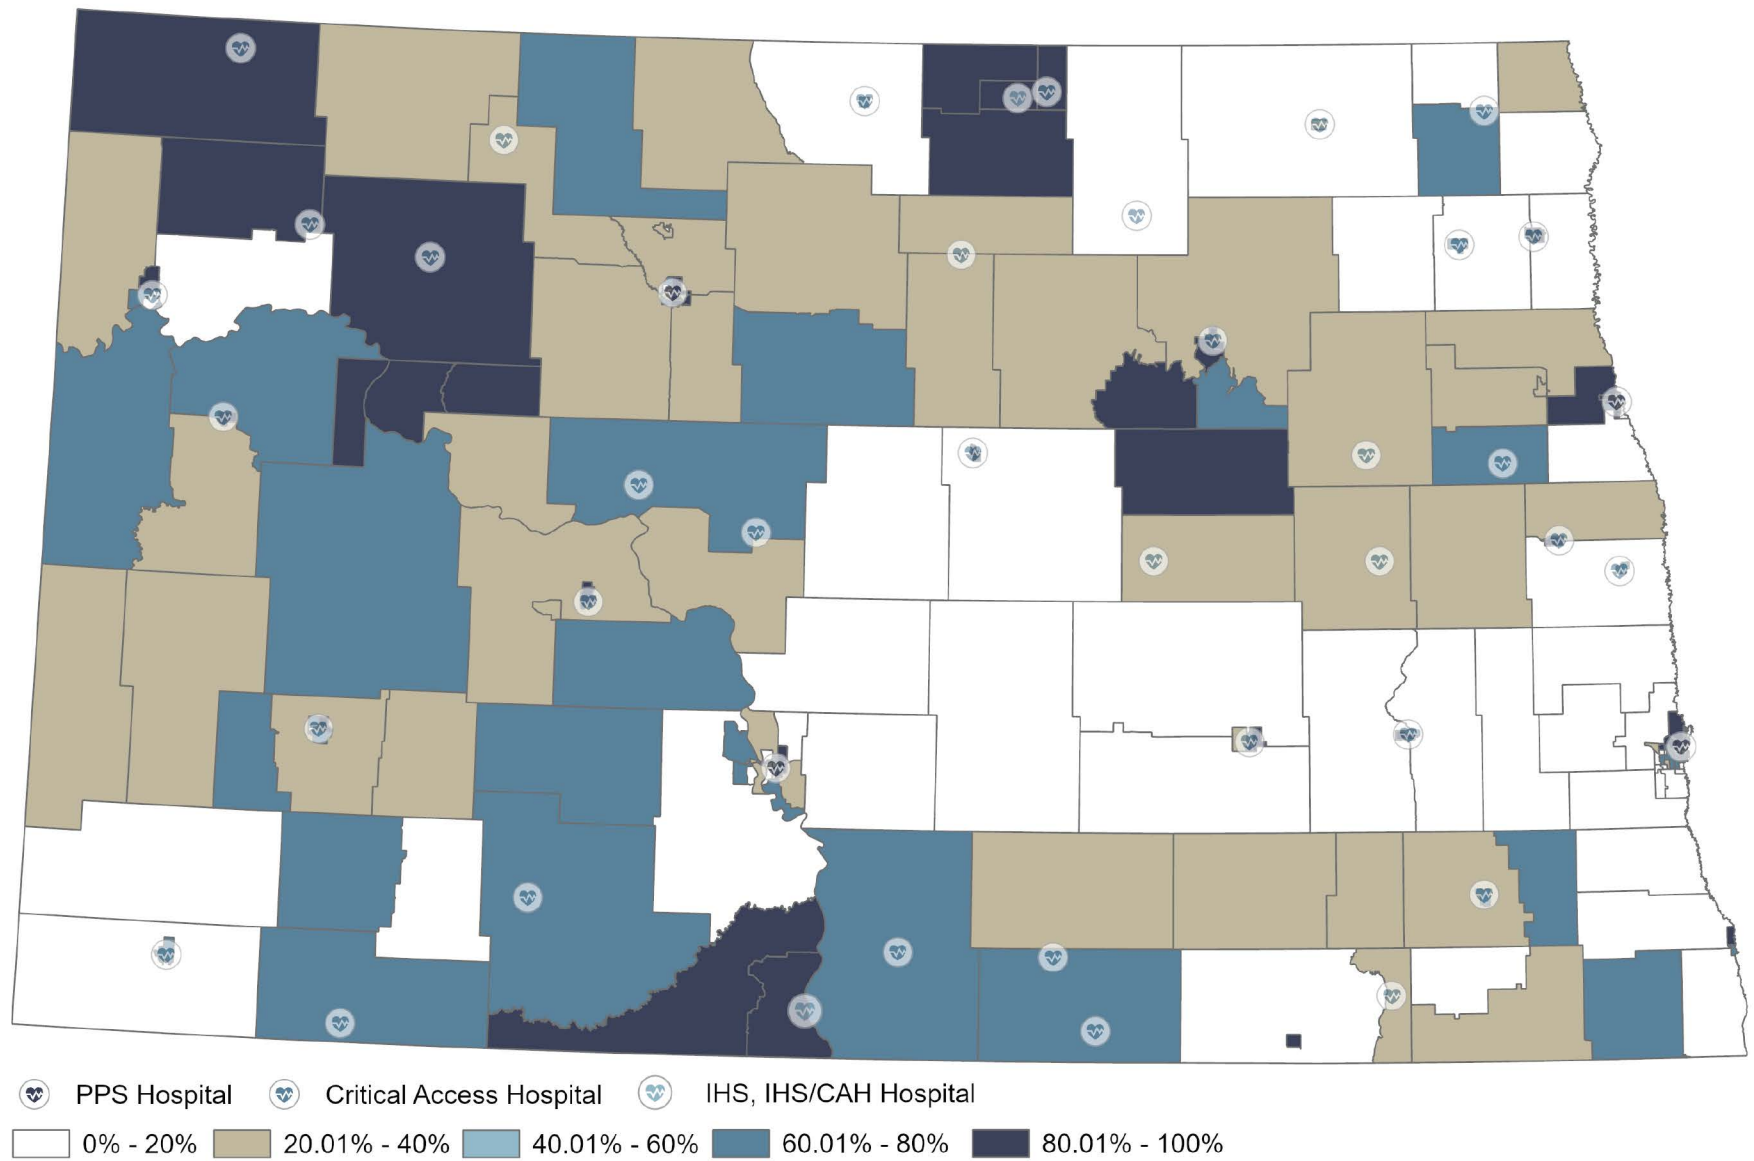 PPS Hospital Critical Access Hospital IHS, IHS/CAH Hospital
0% - 20% 20.01% - 40% 40.01% - 60% 60.01% - 80% 80.01% - 100%